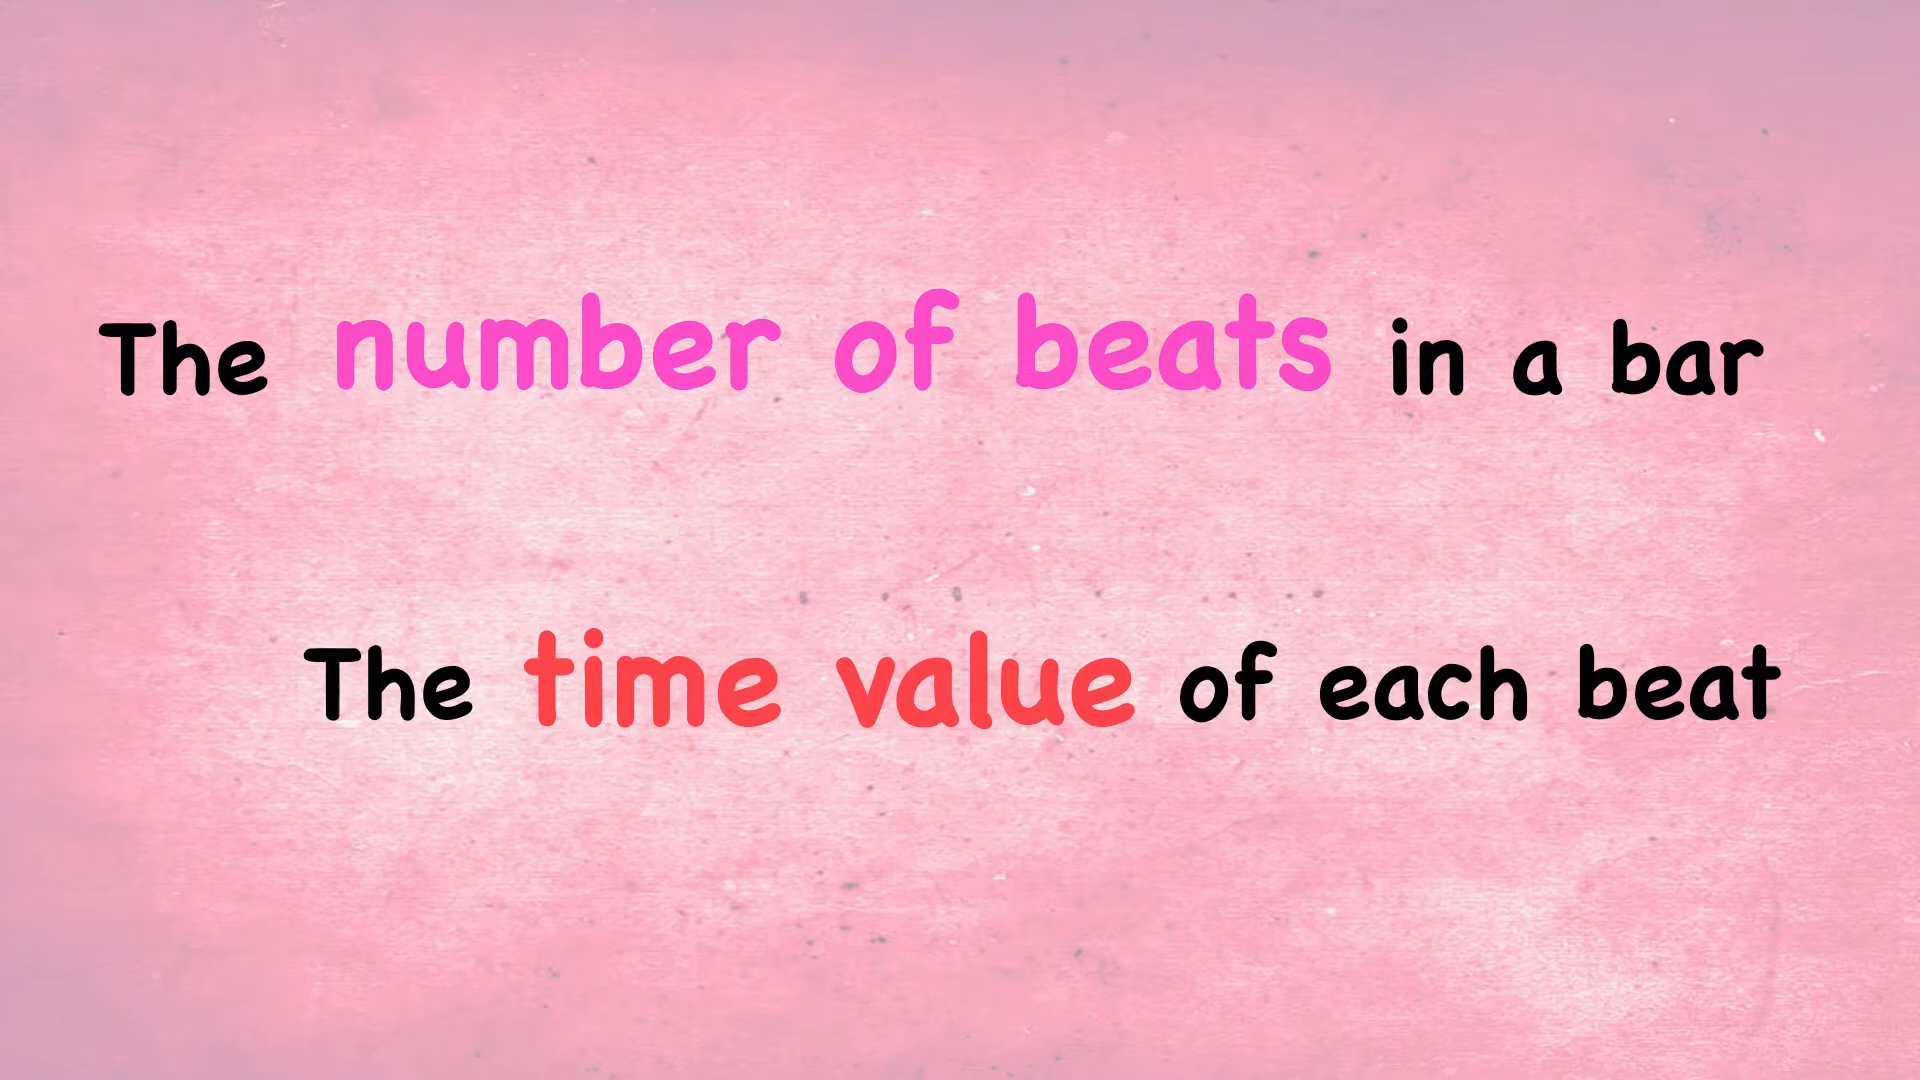 The number of beats in a bar
The time value of each beat